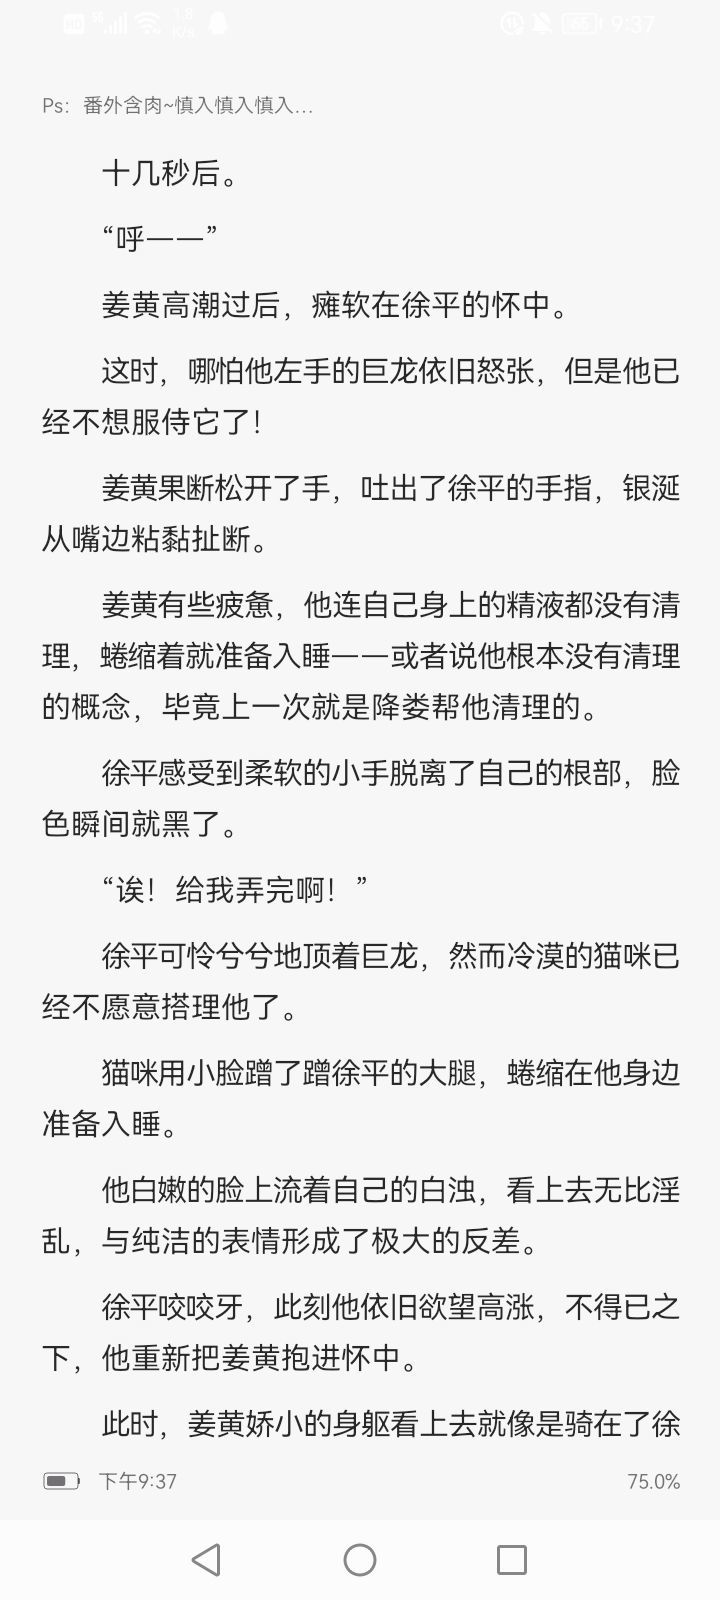 HD 5G 1.8 K/s 65 9:37
Ps：番外含肉~慎入慎入慎入...
十几秒后。
“呼——”
姜黄高潮过后，瘫软在徐平的怀中。
这时，哪怕他左手的巨龙依旧怒张，但是他已
经不想服侍它了！
姜黄果断松开了手，吐出了徐平的手指，银涎
从嘴边粘黏扯断。
姜黄有些疲惫，他连自己身上的精液都没有清
理，蜷缩着就准备入睡——或者说他根本没有清理
的概念，毕竟上一次就是降娄帮他清理的。
徐平感受到柔软的小手脱离了自己的根部，脸
色瞬间就黑了。
“诶！给我弄完啊！”
徐平可怜兮兮地顶着巨龙，然而冷漠的猫咪已
经不愿意搭理他了。
猫咪用小脸蹭了蹭徐平的大腿，蜷缩在他身边
准备入睡。
他白嫩的脸上流着自己的白浊，看上去无比淫
乱，与纯洁的表情形成了极大的反差。
徐平咬咬牙，此刻他依旧欲望高涨，不得已之
下，他重新把姜黄抱进怀中。
此时，姜黄娇小的身躯看上去就像是骑在了徐
下午9:37 75.0%